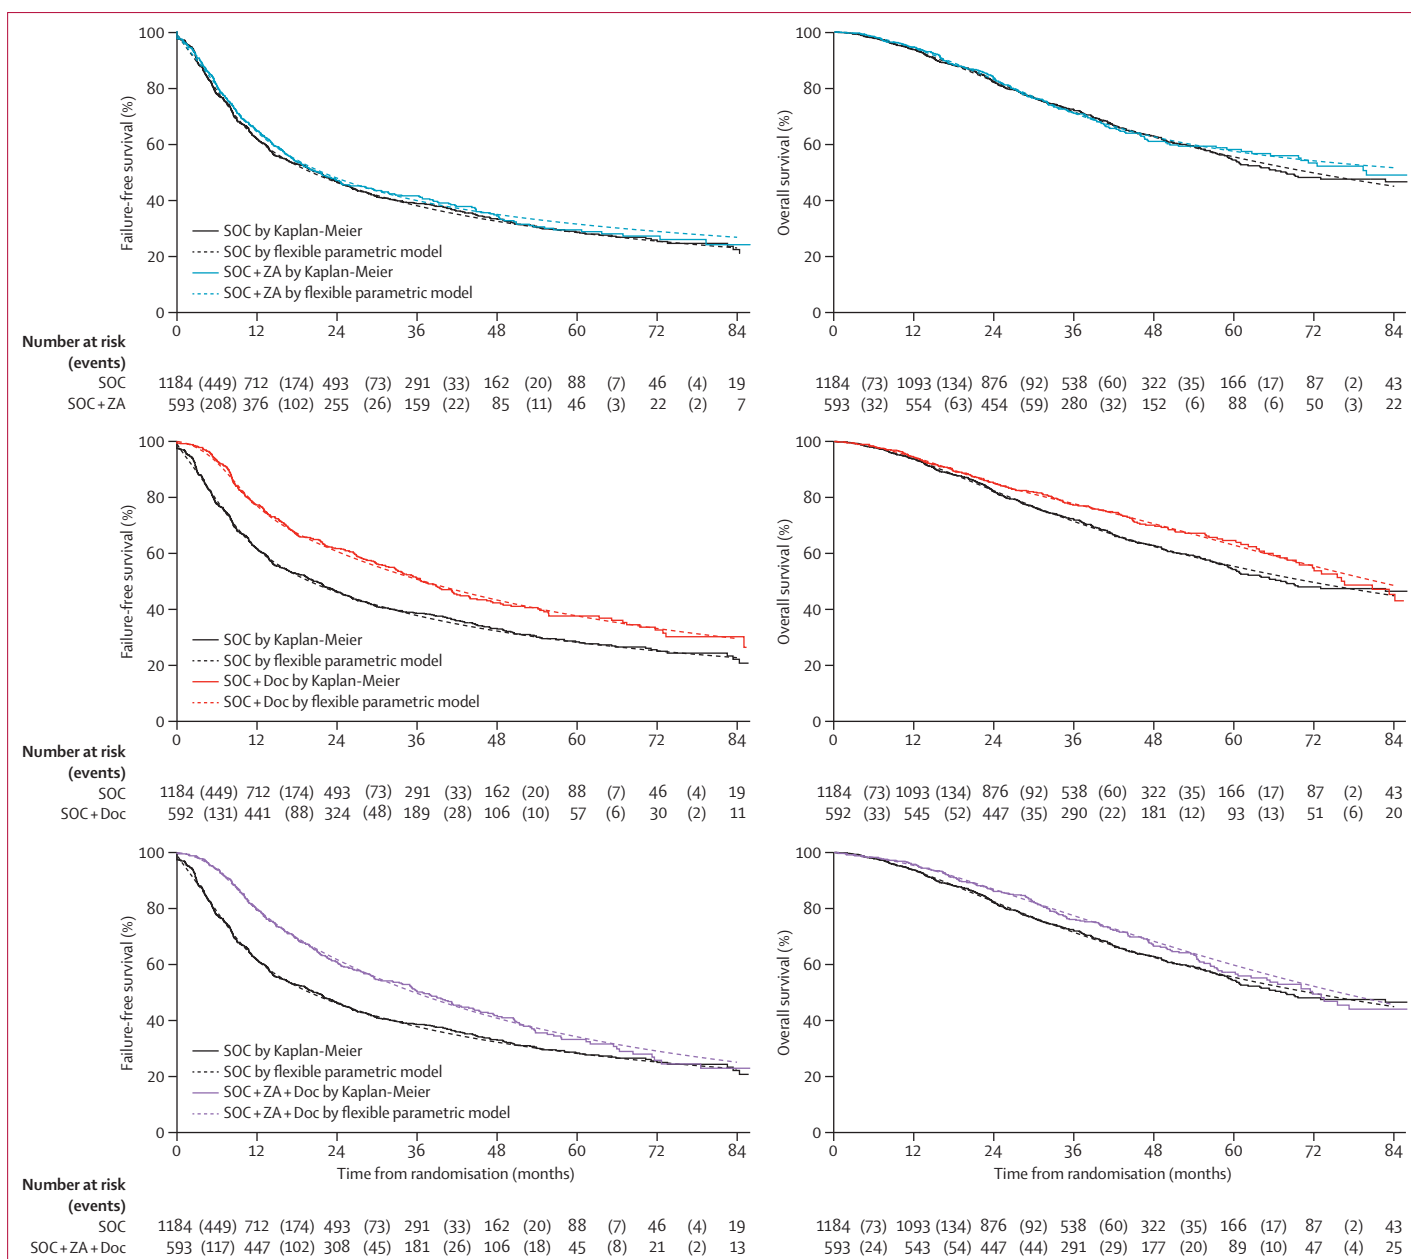 Failure-free survival (%)
100
80
60
40
20
0
SOC by Kaplan-Meier
SOC by flexible parametric model
SOC + ZA by Kaplan-Meier
SOC + ZA by flexible parametric model
0 12 24 36 48 60 72 84
Overall survival (%)
100
80
60
40
20
0
0 12 24 36 48 60 72 84
Number at risk
(events)
SOC 1184 (449) 712 (174) 493 (73) 291 (33) 162 (20) 88 (7) 46 (4) 19 1184 (73) 1093 (134) 876 (92) 538 (60) 322 (35) 166 (17) 87 (2) 43
SOC + ZA 593 (208) 376 (102) 255 (26) 159 (22) 85 (11) 46 (3) 22 (2) 7 593 (32) 554 (63) 454 (59) 280 (32) 152 (6) 88 (6) 50 (3) 22
Failure-free survival (%)
100
80
60
40
20
0
SOC by Kaplan-Meier
SOC by flexible parametric model
SOC + Doc by Kaplan-Meier
SOC + Doc by flexible parametric model
0 12 24 36 48 60 72 84
Overall survival (%)
100
80
60
40
20
0
0 12 24 36 48 60 72 84
Number at risk
(events)
SOC 1184 (449) 712 (174) 493 (73) 291 (33) 162 (20) 88 (7) 46 (4) 19 1184 (73) 1093 (134) 876 (92) 538 (60) 322 (35) 166 (17) 87 (2) 43
SOC + Doc 592 (131) 441 (88) 324 (48) 189 (28) 106 (10) 57 (6) 30 (2) 11 592 (33) 545 (52) 447 (35) 290 (22) 181 (12) 93 (13) 51 (6) 20
Failure-free survival (%)
100
80
60
40
20
0
SOC by Kaplan-Meier
SOC by flexible parametric model
SOC + ZA + Doc by Kaplan-Meier
SOC + ZA + Doc by flexible parametric model
0 12 24 36 48 60 72 84
Time from randomisation (months)
Overall survival (%)
100
80
60
40
20
0
0 12 24 36 48 60 72 84
Time from randomisation (months)
Number at risk
(events)
SOC 1184 (449) 712 (174) 493 (73) 291 (33) 162 (20) 88 (7) 46 (4) 19 1184 (73) 1093 (134) 876 (92) 538 (60) 322 (35) 166 (17) 87 (2) 43
SOC + ZA + Doc 593 (117) 447 (102) 308 (45) 181 (26) 106 (18) 45 (8) 21 (2) 13 593 (24) 543 (54) 447 (44) 291 (29) 177 (20) 89 (10) 47 (4) 25